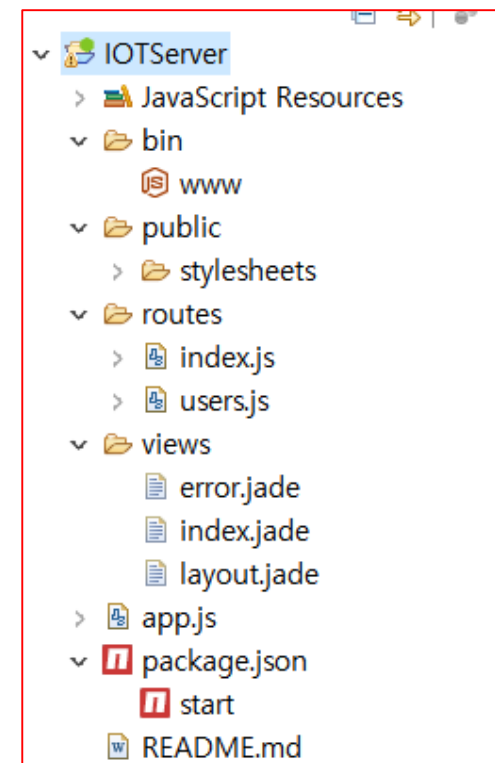 IOTServer
JavaScript Resources
bin
www
public
stylesheets
routes
index.js
users.js
views
error.jade
index.jade
layout.jade
app.js
package.json
start
README.md